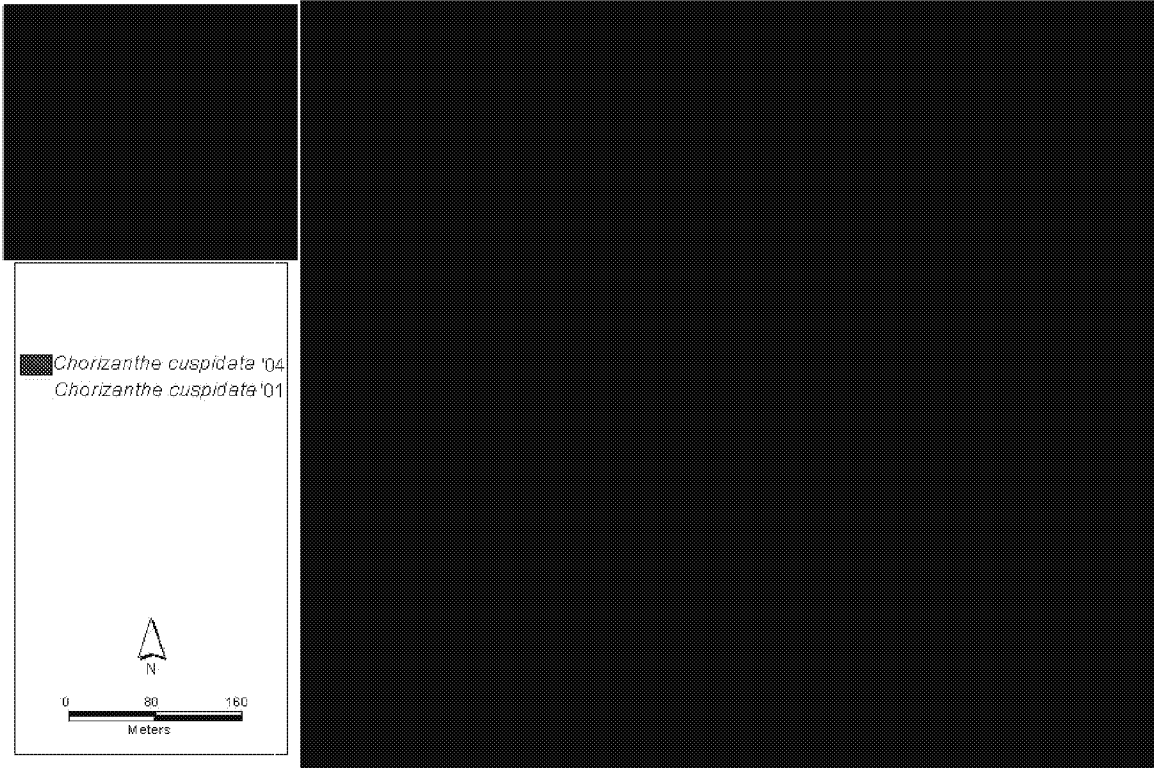 Chorizanthe cuspidata '04
Chorizanthe cuspidata '01
N
0 80 160
Meters